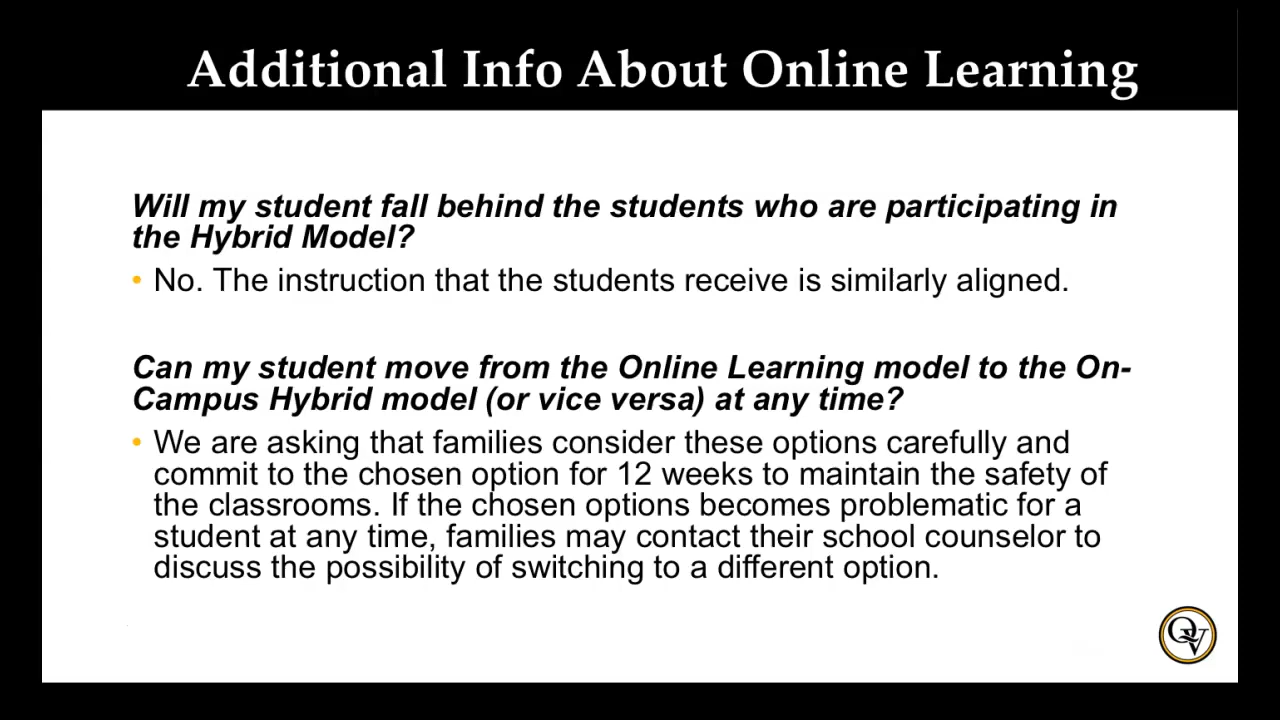 Additional Info About Online Learning
Will my student fall behind the students who are participating in
the Hybrid Model?
• No. The instruction that the students receive is similarly aligned.
Can my student move from the Online Learning model to the On-
Campus Hybrid model (or vice versa) at any time?
• We are asking that families consider these options carefully and
commit to the chosen option for 12 weeks to maintain the safety of
the classrooms. If the chosen options becomes problematic for a
student at any time, families may contact their school counselor to
discuss the possibility of switching to a different option.
QV